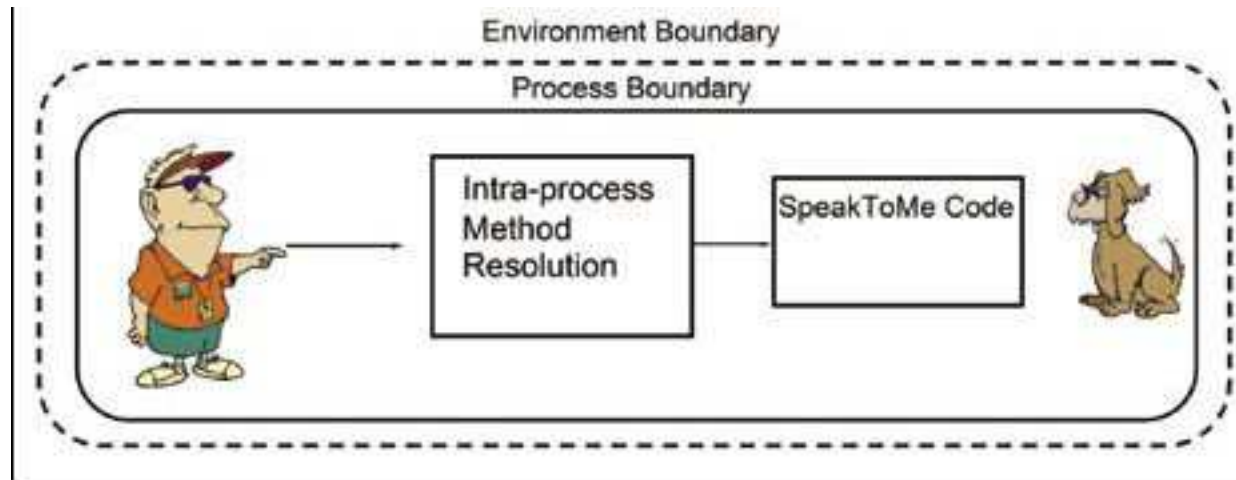 Environment Boundary
Process Boundary
Intra-process
Method
Resolution
SpeakToMe Code